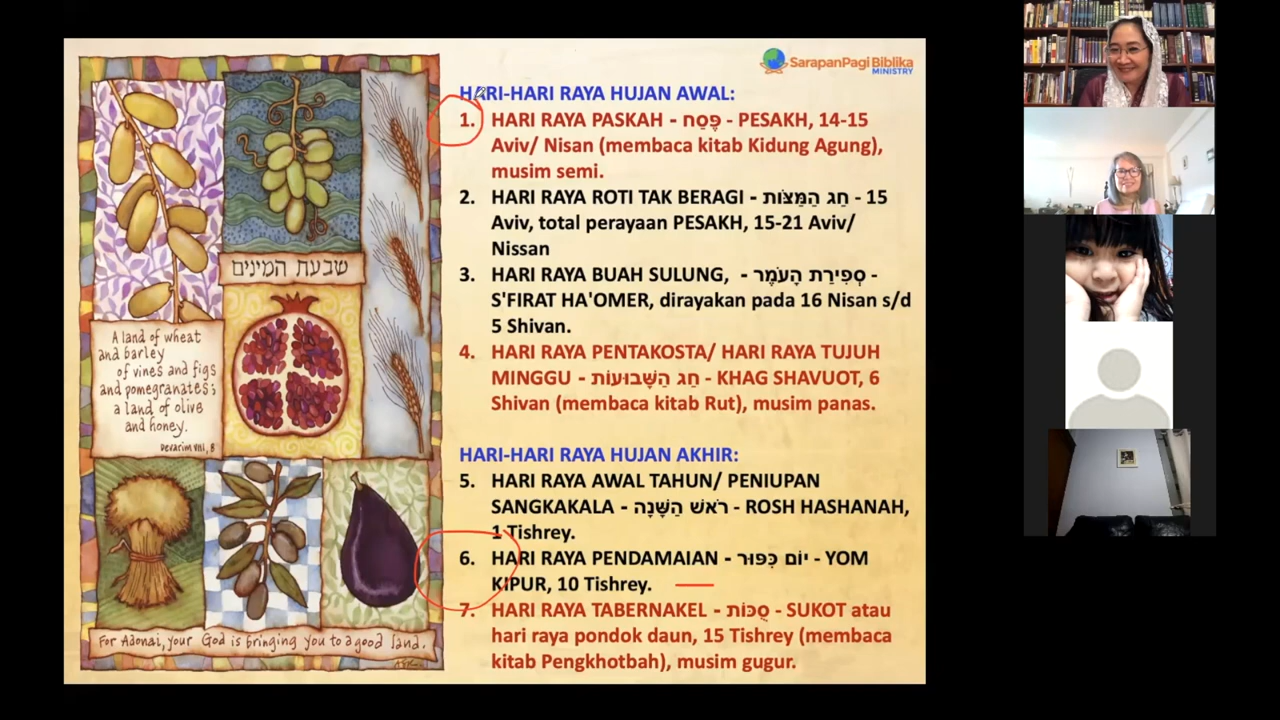 SarapanPagi Biblika
MINISTRY
HARI-HARI RAYA HUJAN AWAL:
1. HARI RAYA PASKAH - פֶּסַח - PESAKH, 14-15
Aviv/ Nisan (membaca kitab Kidung Agung),
musim semi.
2. HARI RAYA ROTI TAK BERAGI - חַג הַמַּצּוֹת - 15
Aviv, total perayaan PESAKH, 15-21 Aviv/
Nissan
3. HARI RAYA BUAH SULUNG, - סְפִירַת הָעֹמֶר -
S'FIRAT HA'OMER, dirayakan pada 16 Nisan s/d
5 Shivan.
4. HARI RAYA PENTAKOSTA/ HARI RAYA TUJUH
MINGGU - חַג הַשָּׁבוּעוֹת - KHAG SHAVUOT, 6
Shivan (membaca kitab Rut), musim panas.
HARI-HARI RAYA HUJAN AKHIR:
5. HARI RAYA AWAL TAHUN/ PENIUPAN
SANGKAKALA - רֹאשׁ הַשָּׁנָה - ROSH HASHANAH,
1 Tishrey.
6. HARI RAYA PENDAMAIAN - יוֹם כִּפּוּר - YOM
KIPUR, 10 Tishrey.
7. HARI RAYA TABERNAKEL - סֻכּוֹת - SUKOT atau
hari raya pondok daun, 15 Tishrey (membaca
kitab Pengkhotbah), musim gugur.
שבעת המינים
A land of wheat
and barley
of vines and figs
and pomegranates;
a land of olive
and honey.
Devarim VIII, 8
For Adonai, your God is bringing you to a good land.